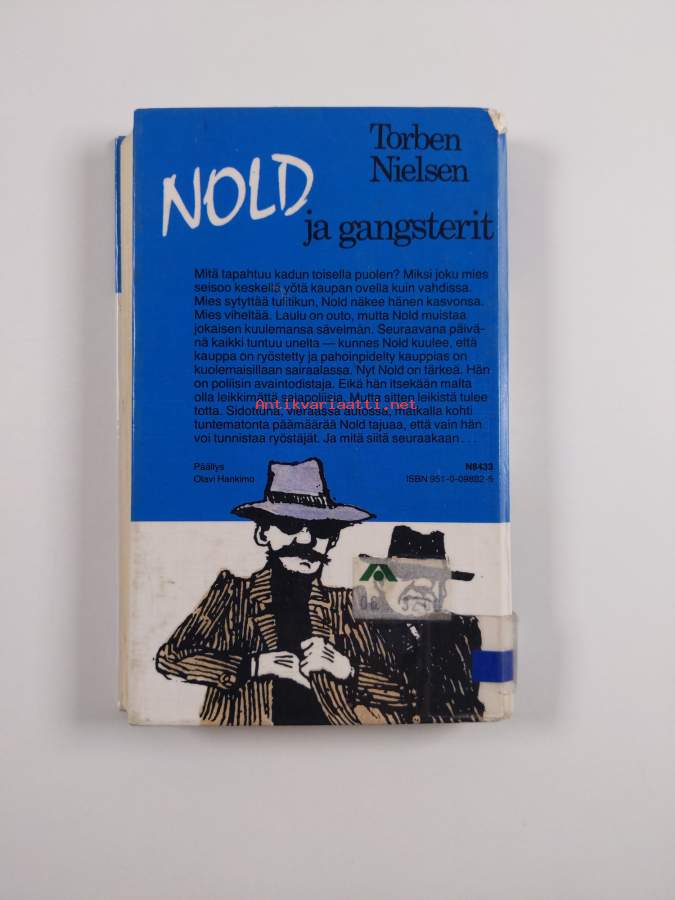 Torben
Nielsen
NOLD
ja gangsterit
Mitä tapahtuu kadun toisella puolen? Miksi joku mies
seisoo keskellä yötä kaupan ovella kuin vahdissa.
Mies sytyttää tulitikun, Nold näkee hänen kasvonsa.
Mies viheltää. Laulu on outo, mutta Nold muistaa
jokaisen kuulemansa sävelmän. Seuraavana päivä-
nä kaikki tuntuu unelta — kunnes Nold kuulee, että
kauppa on ryöstetty ja pahoinpidelty kauppias on
kuolemaisillaan sairaalassa. Nyt Nold on tärkeä. Hän
on poliisin avaintodistaja. Eikä hän itsekään malta
olla leikkimättä salapoliisia. Mutta sitten leikistä tulee
totta. Sidottuna, vieraassa autossa, matkalla kohti
tuntematonta päämäärää Nold tajuaa, että vain hän
voi tunnistaa ryöstäjät. Ja mitä siitä seuraakaan . . .
Antikvariaatti.net
Päällys
Olavi Hankimo
N8433
ISBN 951-0-09882-5